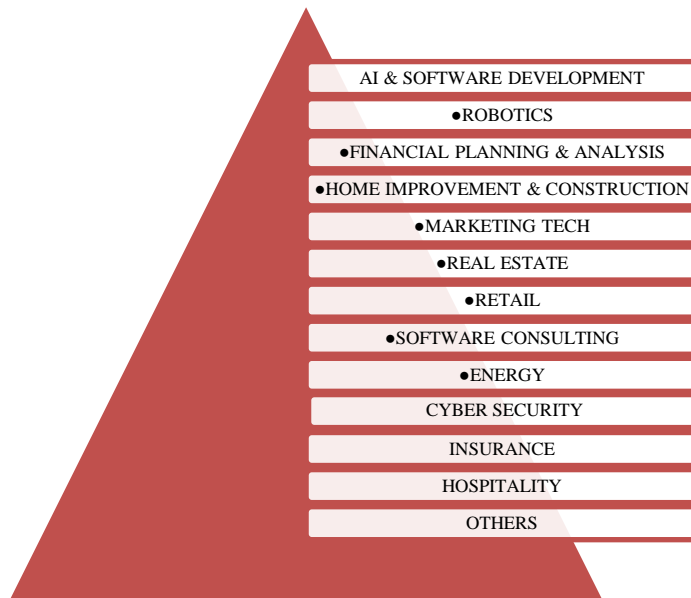 AI & SOFTWARE DEVELOPMENT
●ROBOTICS
●FINANCIAL PLANNING & ANALYSIS
●HOME IMPROVEMENT & CONSTRUCTION
●MARKETING TECH
●REAL ESTATE
●RETAIL
●SOFTWARE CONSULTING
●ENERGY
CYBER SECURITY
INSURANCE
HOSPITALITY
OTHERS